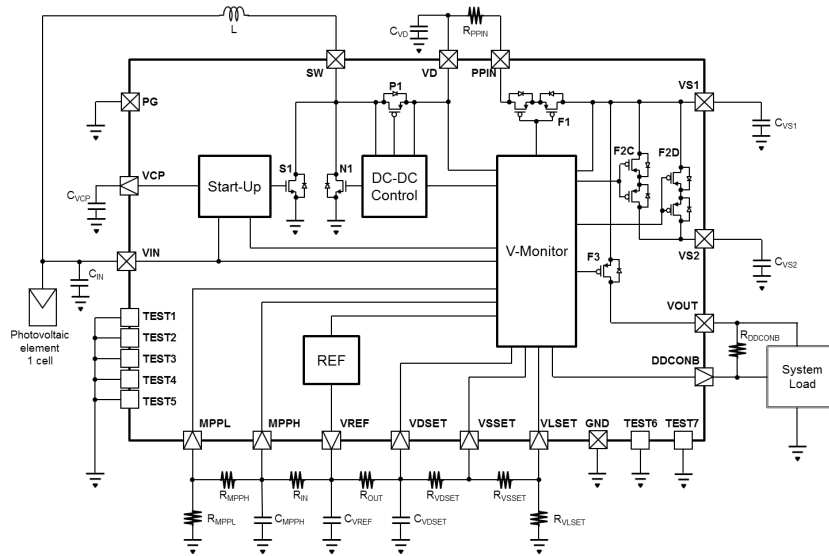 L
C_VD
R_PPIN
SW
VD
PPIN
P1
VS1
PG
F1
C_VS1
F2C
F2D
VCP
S1
N1
C_VCP
Start-Up
DC-DC
Control
V-Monitor
VIN
VS2
C_IN
F3
C_VS2
Photovoltaic
element
1 cell
TEST1
TEST2
TEST3
TEST4
TEST5
VOUT
R_DDCONB
REF
DDCONB
System
Load
MPPL
MPPH
VREF
VDSET
VSSET
VLSET
GND
TEST6
TEST7
R_MPPH
R_IN
R_OUT
R_VDSET
R_VSSET
R_MPPL
C_MPPH
C_VREF
C_VDSET
R_VLSET